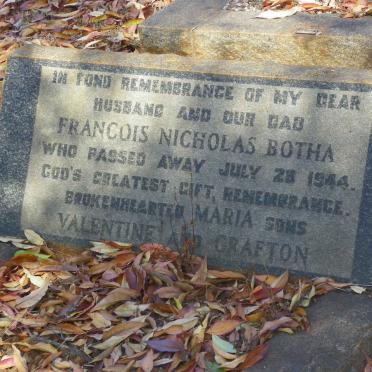 IN FOND REMEMBRANCE OF MY DEAR
HUSBAND AND OUR DAD
FRANCOIS NICHOLAS BOTHA
WHO PASSED AWAY JULY 28 1944.
GOD'S GREATEST GIFT, REMEMBRANCE.
BROKENHEARTED MARIA SONS
VALENTINE AND GRAFTON